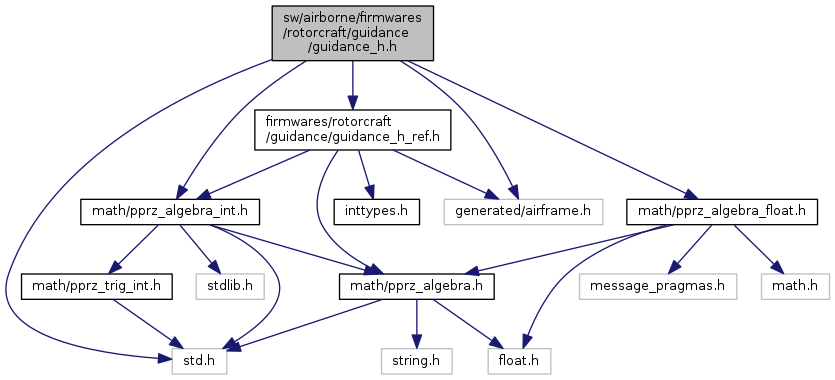 sw/airborne/firmwares
/rotorcraft/guidance
/guidance_h.h
firmwares/rotorcraft
/guidance/guidance_h_ref.h
math/pprz_algebra_int.h
inttypes.h
generated/airframe.h
math/pprz_algebra_float.h
math/pprz_trig_int.h
stdlib.h
math/pprz_algebra.h
message_pragmas.h
math.h
std.h
string.h
float.h